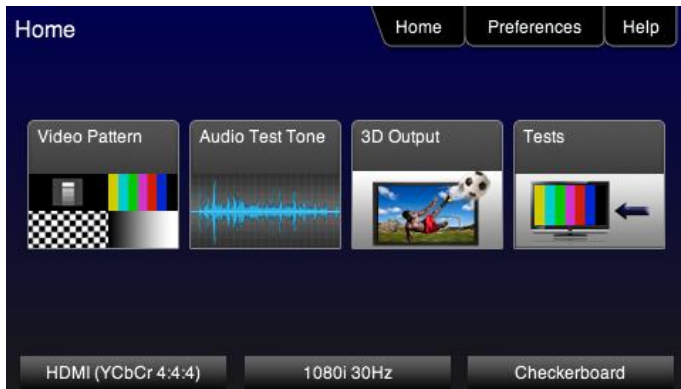 Home
Home
Preferences
Help
Video Pattern
Audio Test Tone
3D Output
Tests
HDMI (YCbCr 4:4:4)
1080i 30Hz
Checkerboard